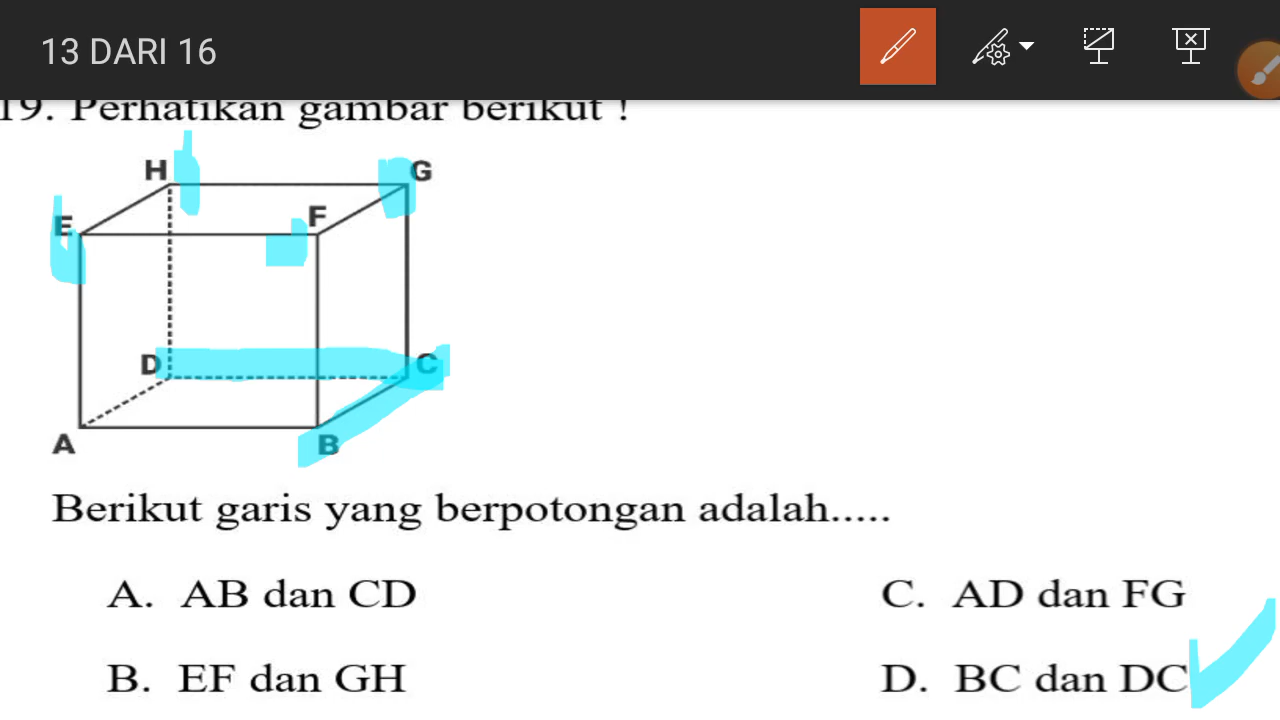 13 DARI 16
19. Perhatikan gambar berikut !
H
G
E
F
D
C
A
B
Berikut garis yang berpotongan adalah.....
A. AB dan CD
C. AD dan FG
B. EF dan GH
D. BC dan DC